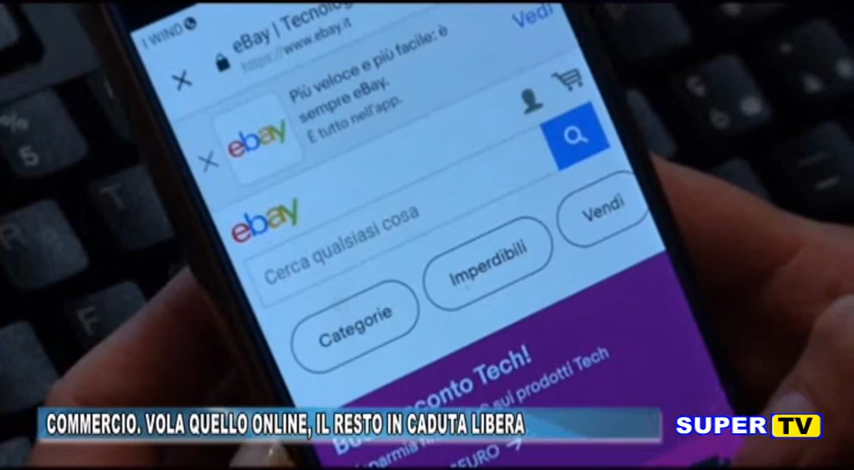 I WIND
eBay | Tecnolog
https://www.ebay.it
Più veloce e più facile: è
sempre eBay.
È tutto nell'app.
Vedi
ebay
ebay
Cerca qualsiasi cosa
Categorie
Imperdibili
Vendi
conto Tech!
sui prodotti Tech
COMMERCIO. VOLA QUELLO ONLINE, IL RESTO IN CADUTA LIBERA
SUPER TV
%
5
R
T
F
6